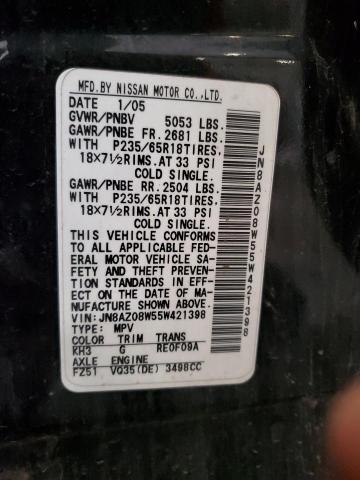 MFD.BY NISSAN MOTOR CO.,LTD.
DATE 1/05
GVWR/PNBV 5053 LBS.
GAWR/PNBE FR. 2681 LBS.
WITH P235/65R18TIRES,
18X7½RIMS.AT 33 PSI
COLD SINGLE.
GAWR/PNBE RR. 2504 LBS.
WITH P235/65R18TIRES,
18X7½RIMS.AT 33 PSI
COLD SINGLE.
THIS VEHICLE CONFORMS
TO ALL APPLICABLE FED-
ERAL MOTOR VEHICLE SA-
FETY AND THEFT PREVEN-
TION STANDARDS IN EFF-
ECT ON THE DATE OF MA-
NUFACTURE SHOWN ABOVE.
VIN:JN8AZ08W55W421398
TYPE: MPV
COLOR TRIM TRANS
KH3 G RE0F09A
AXLE ENGINE
FZ51 VQ35(DE) 3498CC
JN8AZ08W55W421398